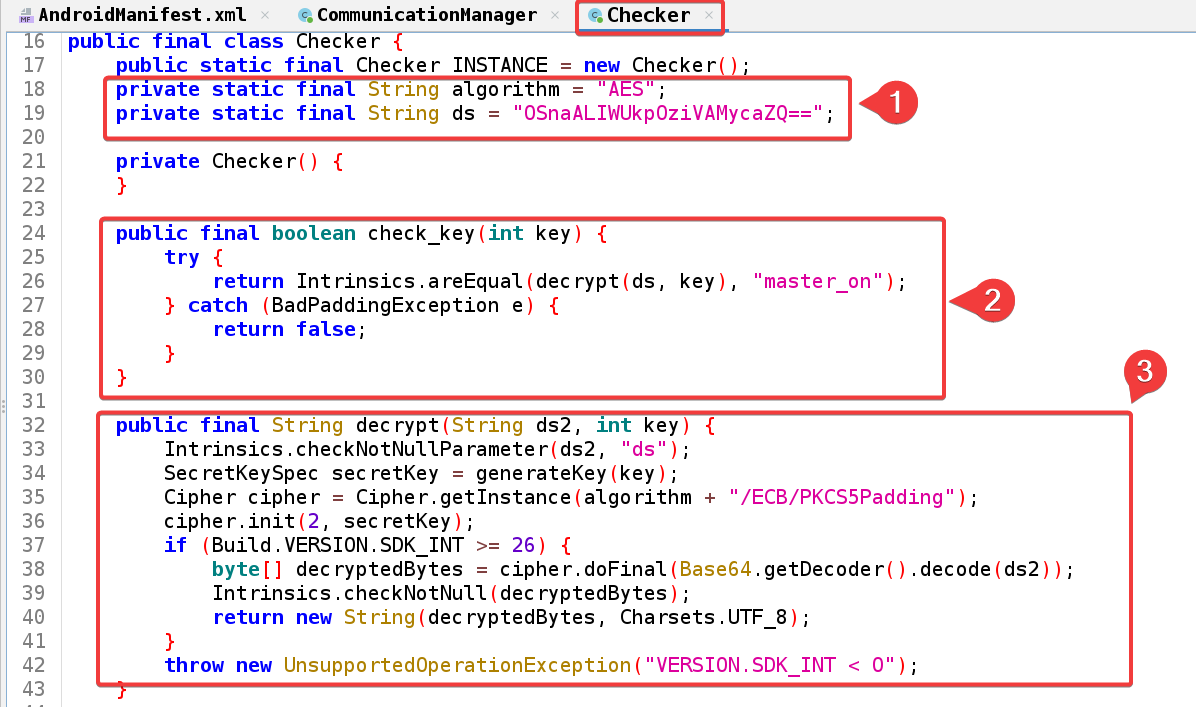 AndroidManifest.xml × CommunicationManager × Checker ×
16 public final class Checker {
17 public static final Checker INSTANCE = new Checker();
18 private static final String algorithm = "AES";
19 private static final String ds = "OSnaALIWUkpOziVAMycaZQ==";
20
21 private Checker() {
22 }
23
24 public final boolean check_key(int key) {
25 try {
26 return Intrinsics.areEqual(decrypt(ds, key), "master_on");
27 } catch (BadPaddingException e) {
28 return false;
29 }
30 }
31
32 public final String decrypt(String ds2, int key) {
33 Intrinsics.checkNotNullParameter(ds2, "ds");
34 SecretKeySpec secretKey = generateKey(key);
35 Cipher cipher = Cipher.getInstance(algorithm + "/ECB/PKCS5Padding");
36 cipher.init(2, secretKey);
37 if (Build.VERSION.SDK_INT >= 26) {
38 byte[] decryptedBytes = cipher.doFinal(Base64.getDecoder().decode(ds2));
39 Intrinsics.checkNotNull(decryptedBytes);
40 return new String(decryptedBytes, Charsets.UTF_8);
41 }
42 throw new UnsupportedOperationException("VERSION.SDK_INT < O");
43 }
1
2
3